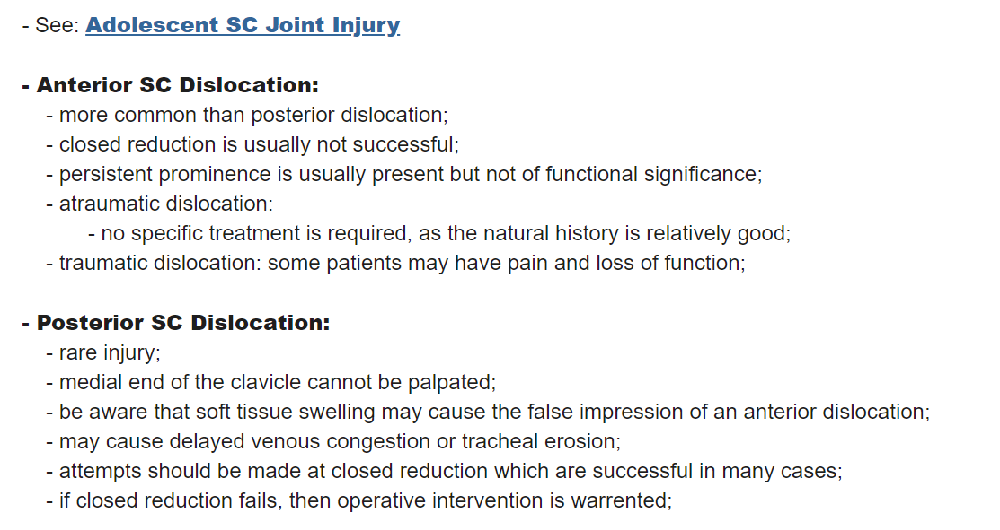 - See: Adolescent SC Joint Injury
- Anterior SC Dislocation:
- more common than posterior dislocation;
- closed reduction is usually not successful;
- persistent prominence is usually present but not of functional significance;
- atraumatic dislocation:
- no specific treatment is required, as the natural history is relatively good;
- traumatic dislocation: some patients may have pain and loss of function;
- Posterior SC Dislocation:
- rare injury;
- medial end of the clavicle cannot be palpated;
- be aware that soft tissue swelling may cause the false impression of an anterior dislocation;
- may cause delayed venous congestion or tracheal erosion;
- attempts should be made at closed reduction which are successful in many cases;
- if closed reduction fails, then operative intervention is warrented;